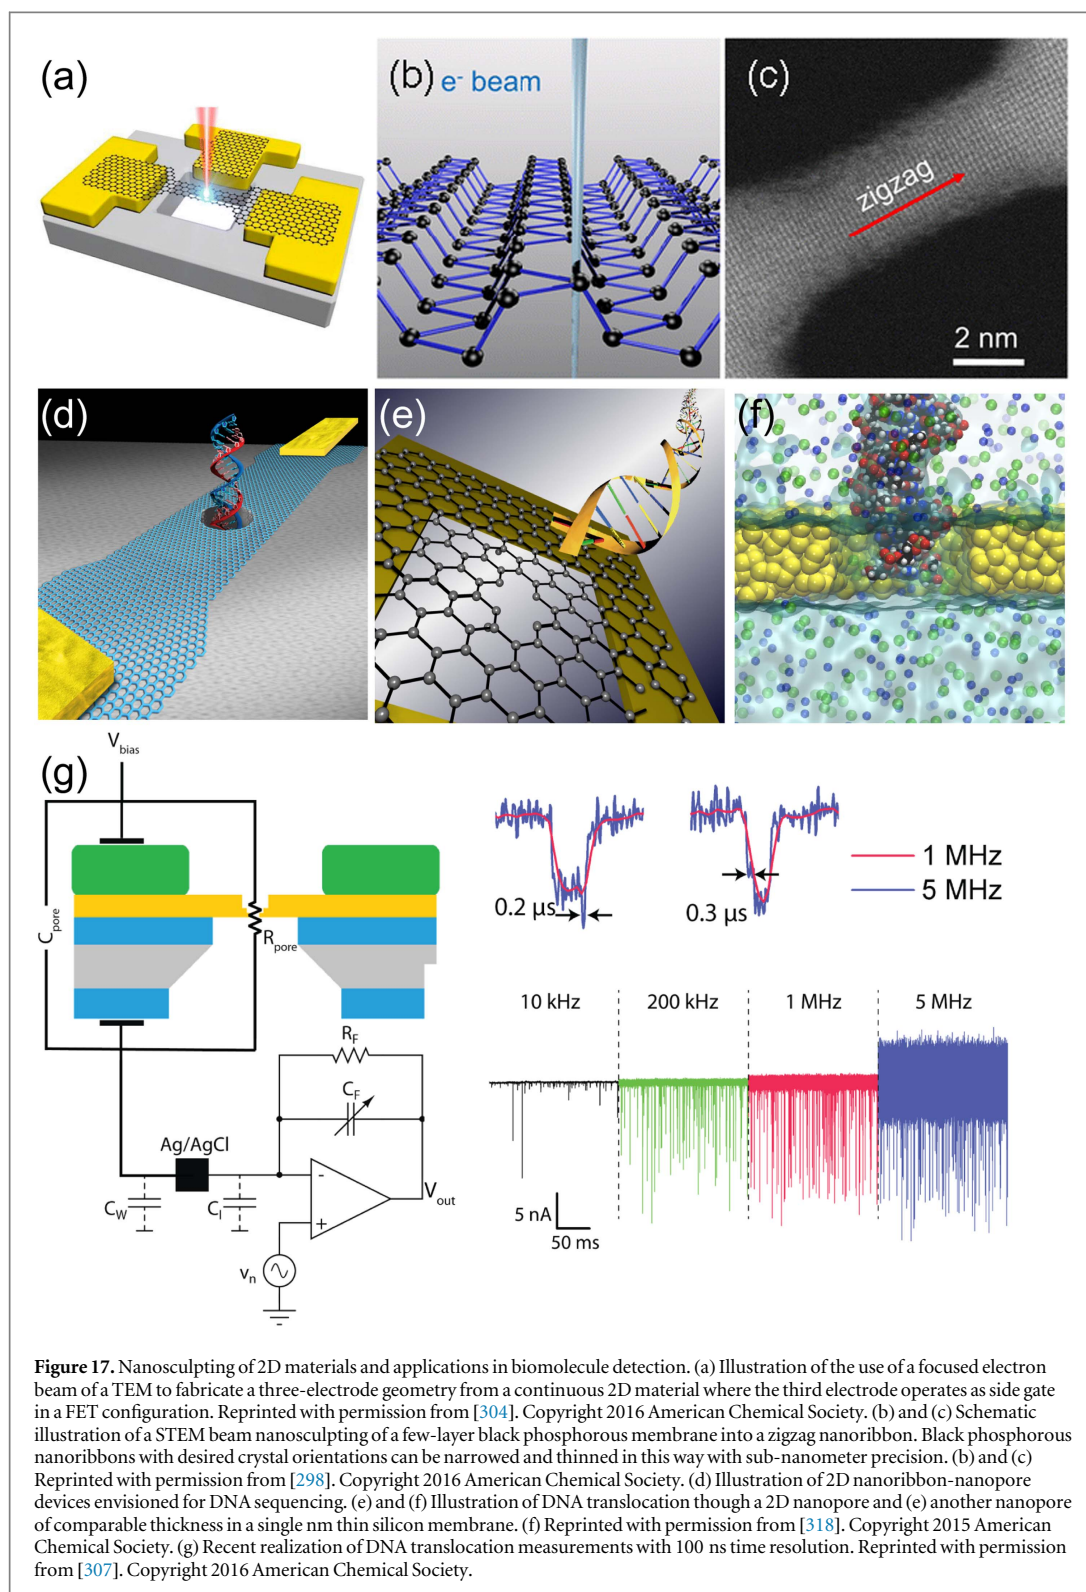 (a)
(b) e⁻ beam
(c)
zigzag
2 nm
(d)
(e)
(f)
(g)
V_bias
C_pore
R_pore
R_F
C_F
Ag/AgCl
C_W
C_I
-
+
V_out
v_n
0.2 µs
0.3 µs
1 MHz
5 MHz
10 kHz 200 kHz 1 MHz 5 MHz
5 nA
50 ms
Figure 17. Nanosculpting of 2D materials and applications in biomolecule detection. (a) Illustration of the use of a focused electron
beam of a TEM to fabricate a three-electrode geometry from a continuous 2D material where the third electrode operates as side gate
in a FET configuration. Reprinted with permission from [304]. Copyright 2016 American Chemical Society. (b) and (c) Schematic
illustration of a STEM beam nanosculpting of a few-layer black phosphorous membrane into a zigzag nanoribbon. Black phosphorous
nanoribbons with desired crystal orientations can be narrowed and thinned in this way with sub-nanometer precision. (b) and (c)
Reprinted with permission from [298]. Copyright 2016 American Chemical Society. (d) Illustration of 2D nanoribbon-nanopore
devices envisioned for DNA sequencing. (e) and (f) Illustration of DNA translocation though a 2D nanopore and (e) another nanopore
of comparable thickness in a single nm thin silicon membrane. (f) Reprinted with permission from [318]. Copyright 2015 American
Chemical Society. (g) Recent realization of DNA translocation measurements with 100 ns time resolution. Reprinted with permission
from [307]. Copyright 2016 American Chemical Society.